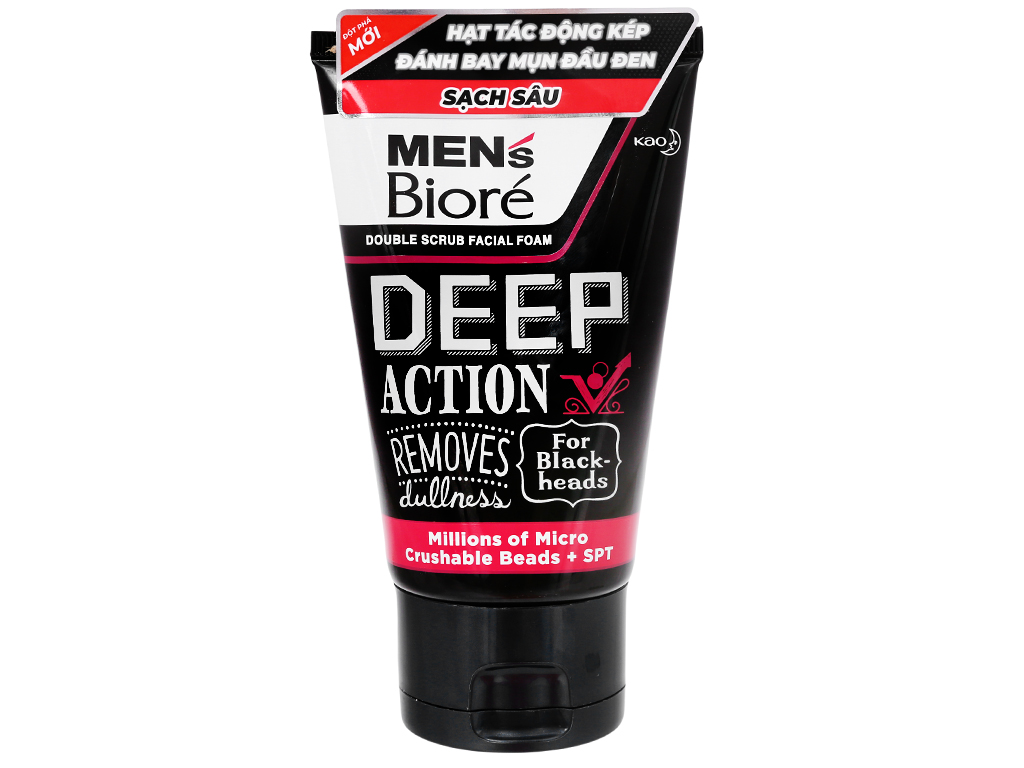 ĐỘT PHÁ
MỚI
HẠT TÁC ĐỘNG KÉP
ĐÁNH BAY MỤN ĐẦU ĐEN
SẠCH SÂU
Kao
MEN's
Bioré
DOUBLE SCRUB FACIAL FOAM
DEEP
ACTION
REMOVES
dullness
For
Black-
heads
Millions of Micro
Crushable Beads + SPT